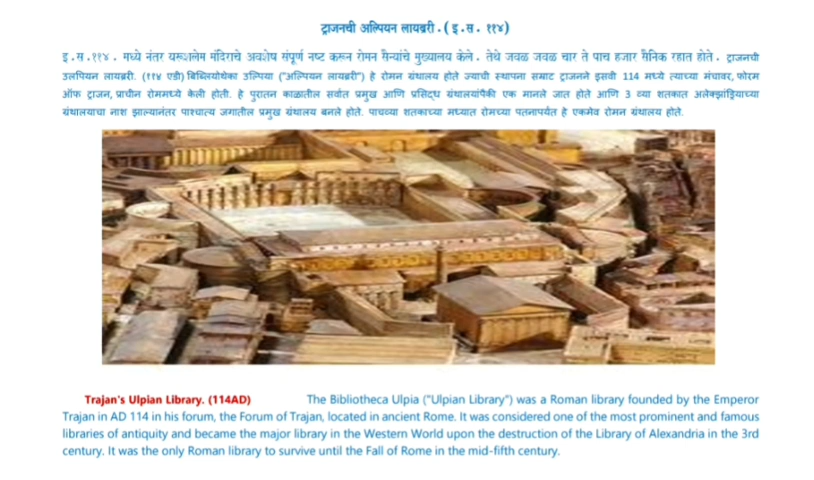 ट्राजनची अल्पियन लायब्ररी . ( इ . स . ११४)
इ . स .११४ . मध्ये नंतर यरूशलेम मंदिराचे अवशेष संपूर्ण नष्ट करून रोमन सैन्यांचे मुख्यालय केले . तेथे जवळ जवळ चार ते पाच हजार सैनिक रहात होते . ट्राजनची
उलपियन लायब्ररी. (११४ एडी) बिब्लियोथेका उल्पिया ("अल्पियन लायब्ररी") हे रोमन ग्रंथालय होते ज्याची स्थापना सम्राट ट्राजनने इसवी 114 मध्ये त्याच्या मंचावर, फोरम
ऑफ ट्राजन, प्राचीन रोममध्ये केली होती. हे पुरातन काळातील सर्वात प्रमुख आणि प्रसिद्ध ग्रंथालयांपैकी एक मानले जात होते आणि 3 व्या शतकात अलेक्झांड्रियाच्या
ग्रंथालयाचा नाश झाल्यानंतर पाश्चात्य जगातील प्रमुख ग्रंथालय बनले होते. पाचव्या शतकाच्या मध्यात रोमच्या पतनापर्यंत हे एकमेव रोमन ग्रंथालय होते.
Trajan's Ulpian Library. (114AD) The Bibliotheca Ulpia ("Ulpian Library") was a Roman library founded by the Emperor
Trajan in AD 114 in his forum, the Forum of Trajan, located in ancient Rome. It was considered one of the most prominent and famous
libraries of antiquity and became the major library in the Western World upon the destruction of the Library of Alexandria in the 3rd
century. It was the only Roman library to survive until the Fall of Rome in the mid-fifth century.